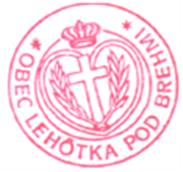 * OBEC LEHÔTKA POD BREHMI *